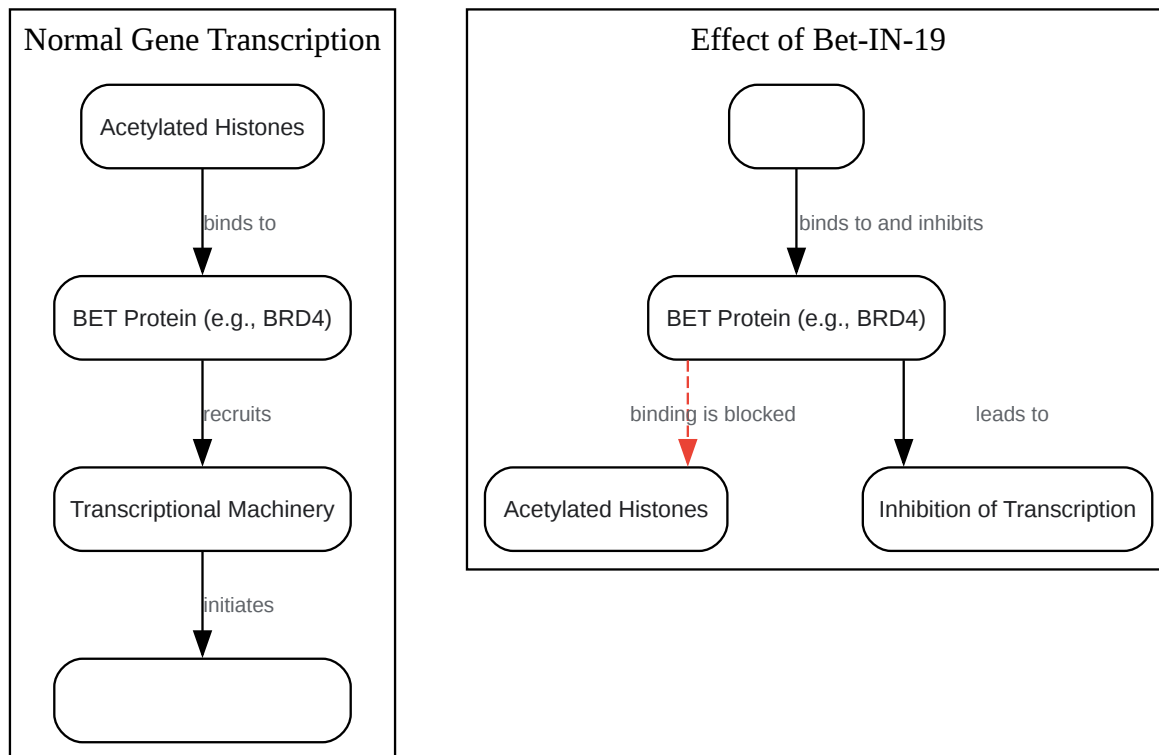 Normal Gene Transcription
Acetylated Histones
binds to
BET Protein (e.g., BRD4)
recruits
Transcriptional Machinery
initiates
Effect of Bet-IN-19
binds to and inhibits
BET Protein (e.g., BRD4)
binding is blocked
leads to
Acetylated Histones
Inhibition of Transcription